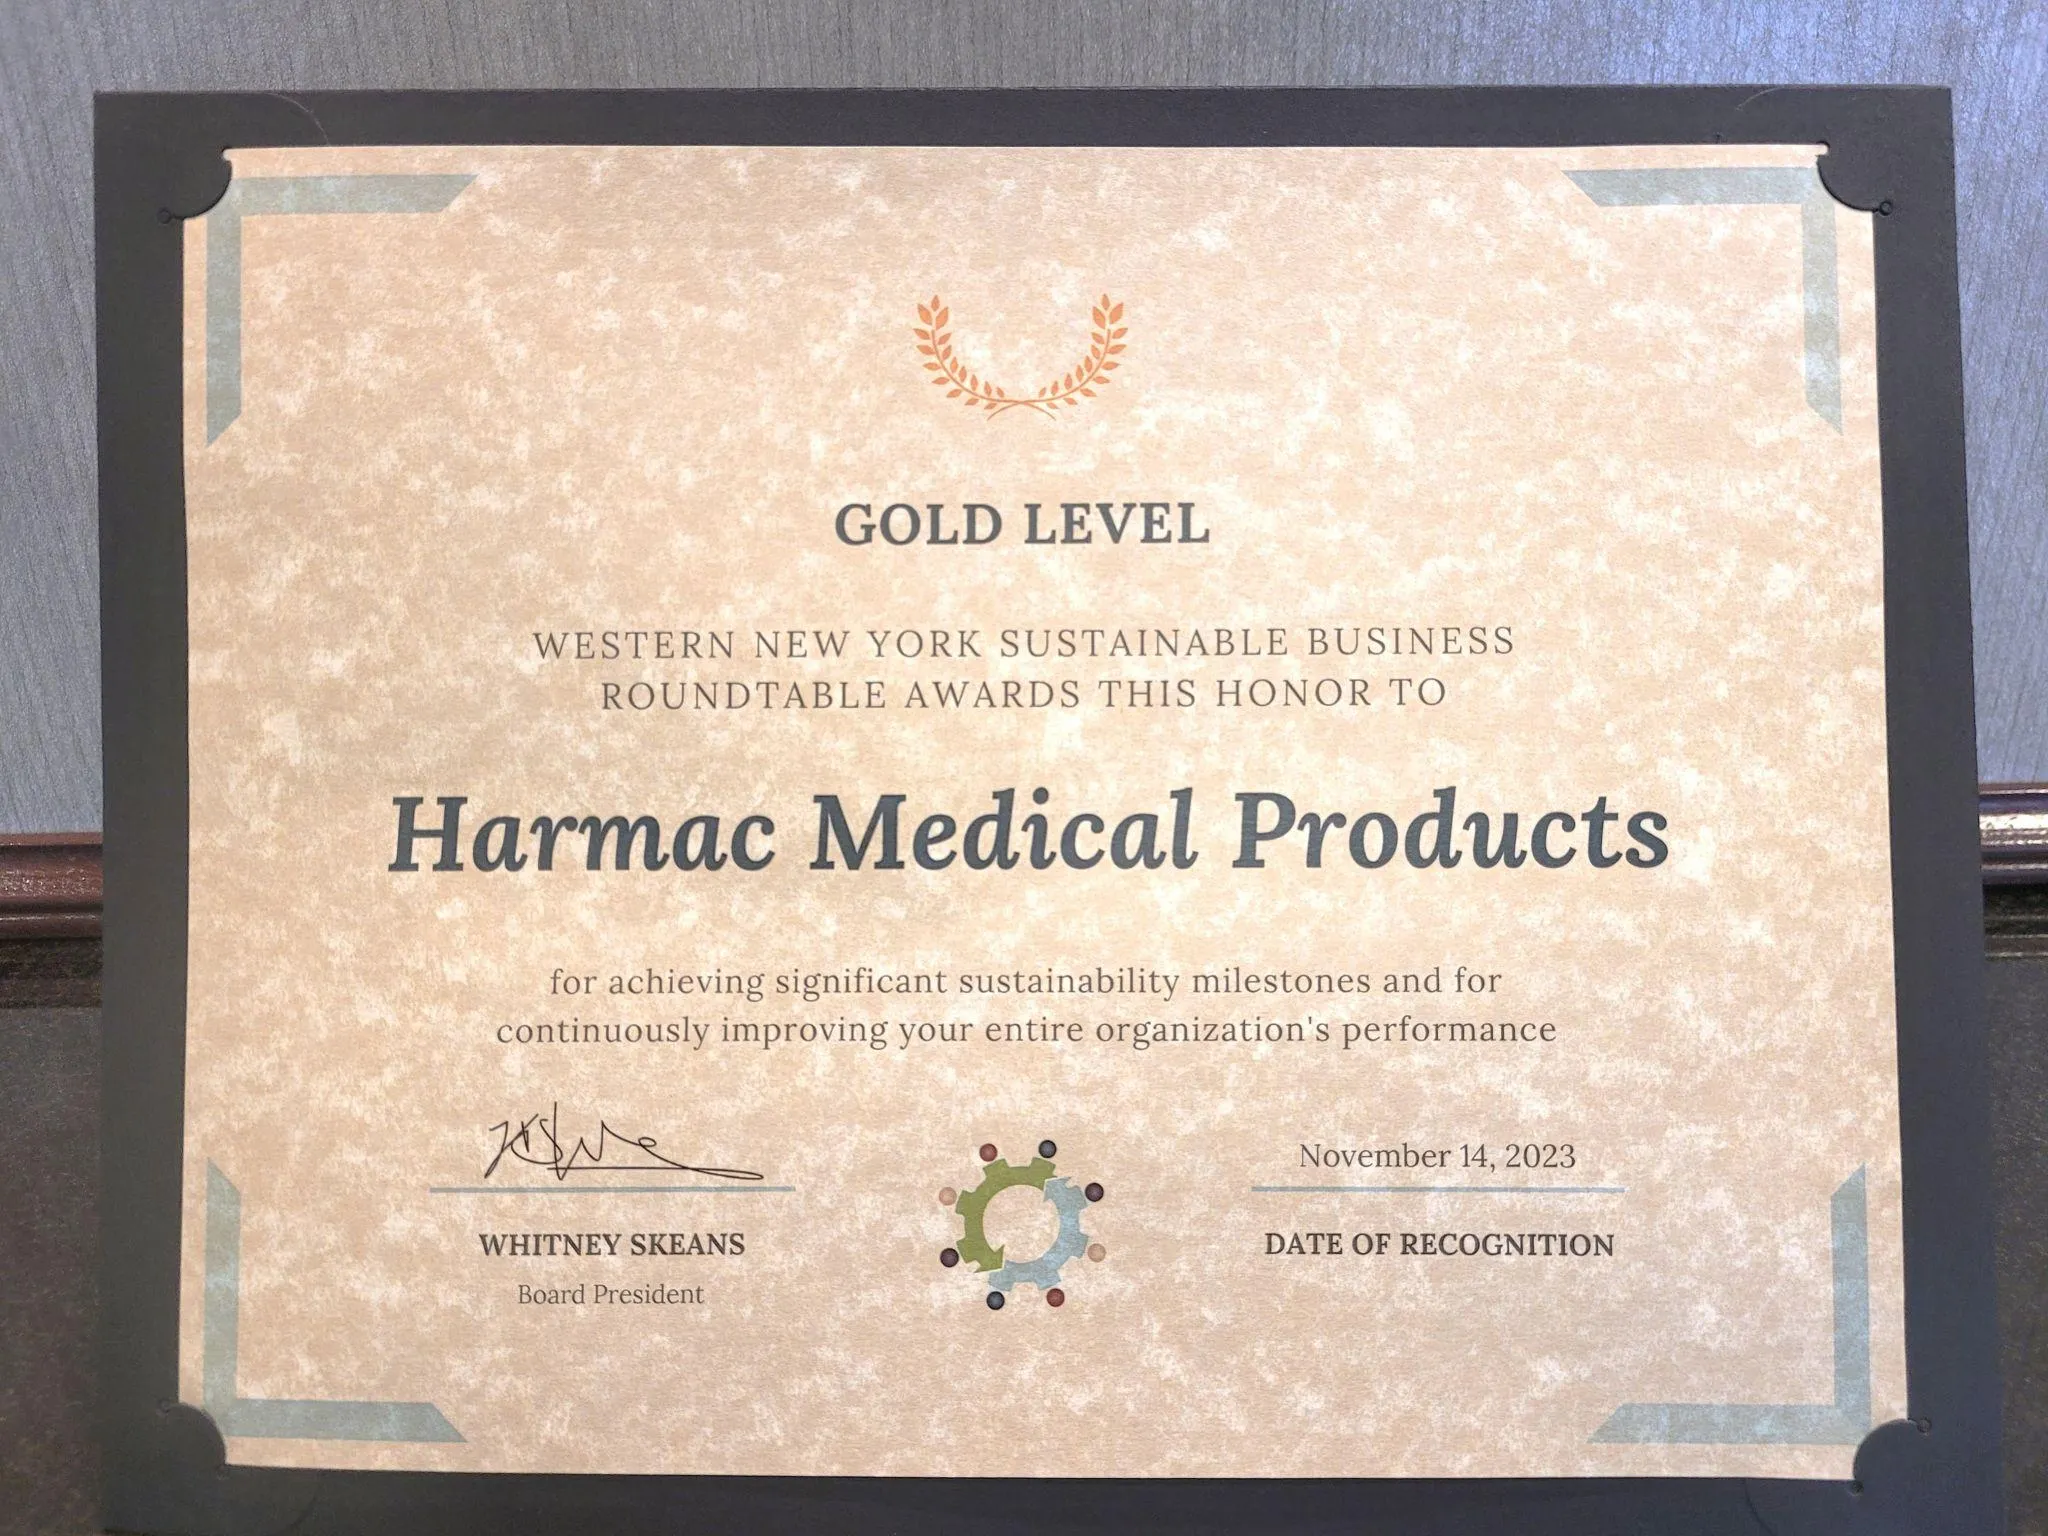 GOLD LEVEL
WESTERN NEW YORK SUSTAINABLE BUSINESS
ROUNDTABLE AWARDS THIS HONOR TO
Harmac Medical Products
for achieving significant sustainability milestones and for
continuously improving your entire organization's performance
November 14, 2023
WHITNEY SKEANS
DATE OF RECOGNITION
Board President